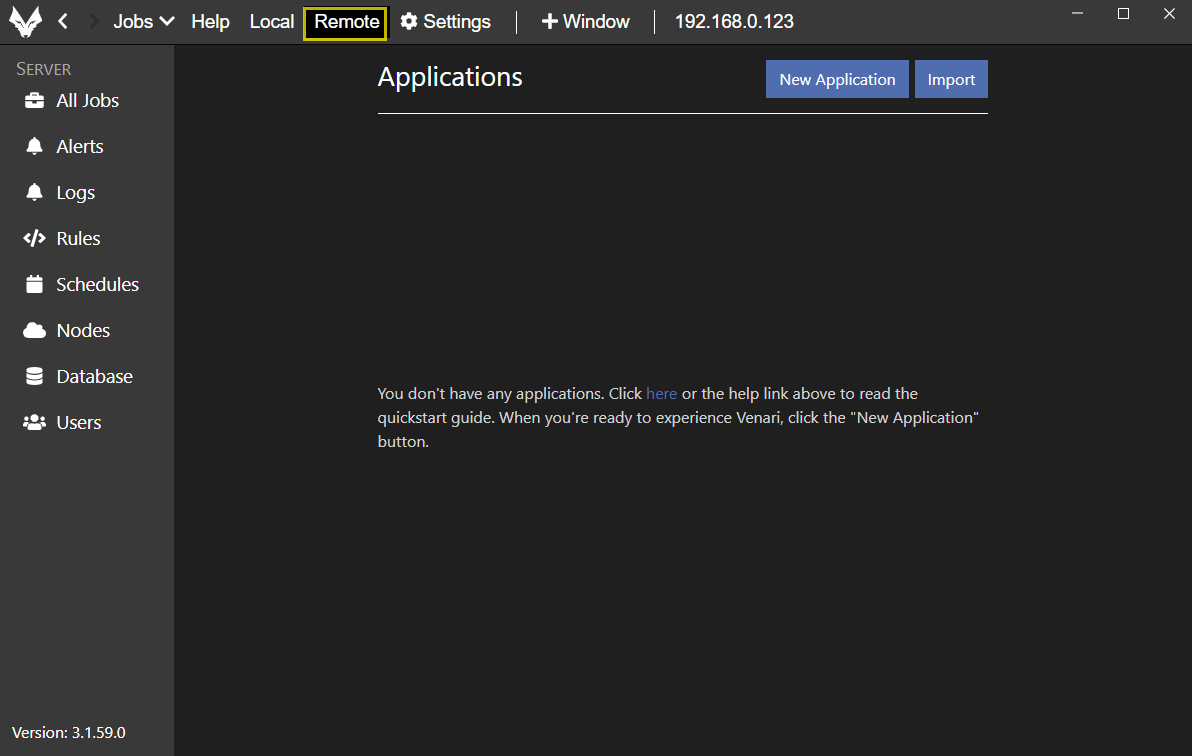 Jobs Help Local Remote Settings Window 192.168.0.123
SERVER
All Jobs
Alerts
Logs
Rules
Schedules
Nodes
Database
Users
Version: 3.1.59.0
Applications
New Application
Import
You don't have any applications. Click here or the help link above to read the
quickstart guide. When you're ready to experience Venari, click the "New Application"
button.